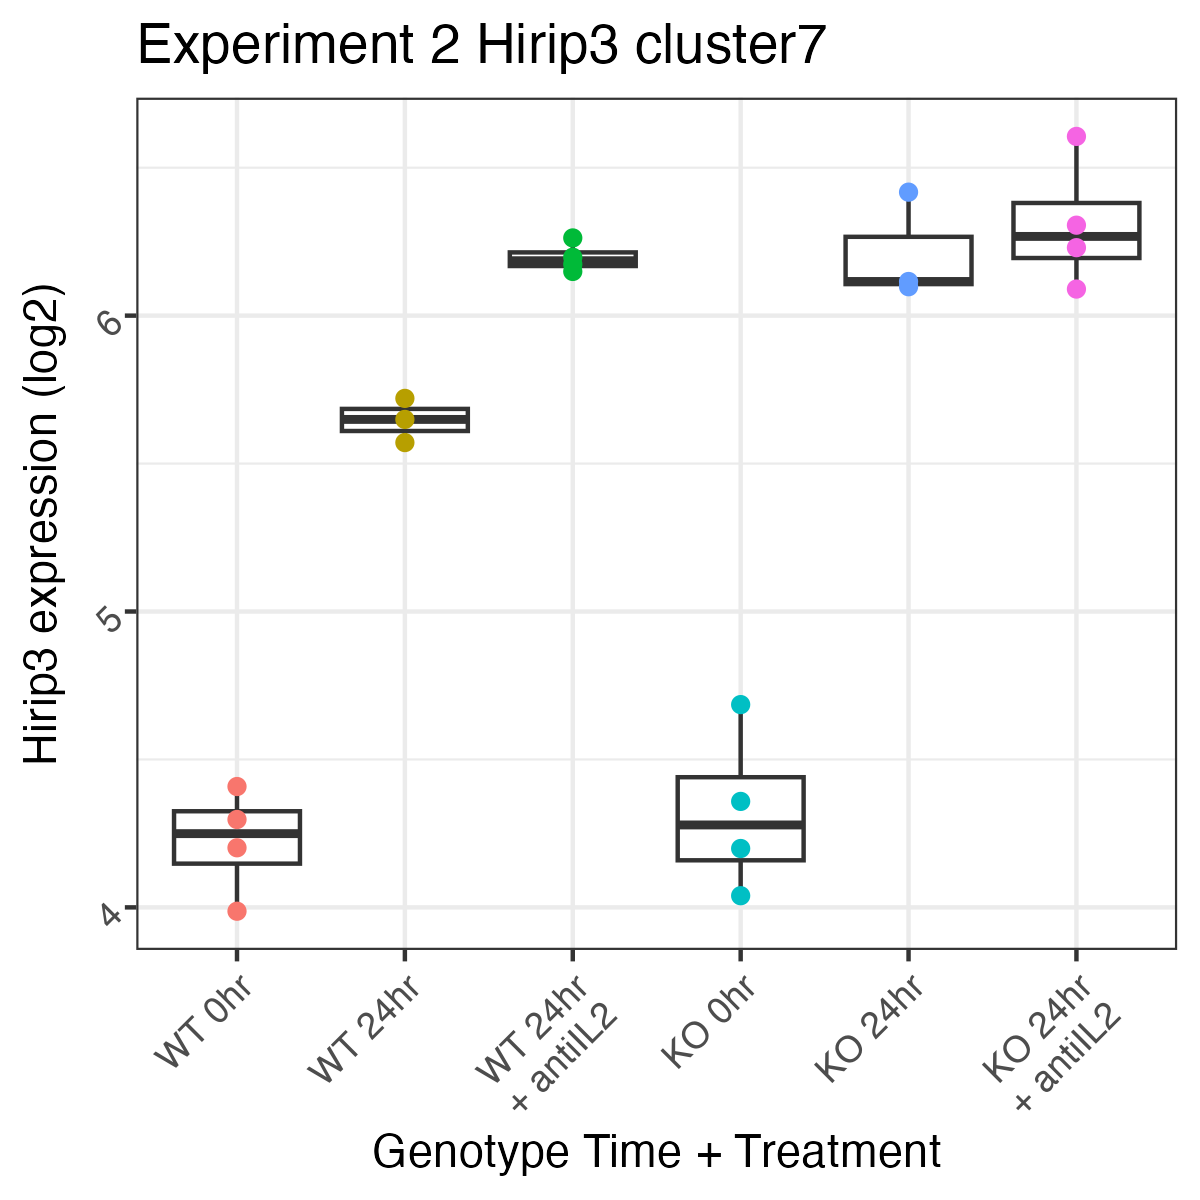 Experiment 2 Hirip3 cluster7
Hirip3 expression (log2)
6
5
4
WT 0hr
WT 24hr
WT 24hr
+ antiIL2
KO 0hr
KO 24hr
KO 24hr
+ antiIL2
Genotype Time + Treatment